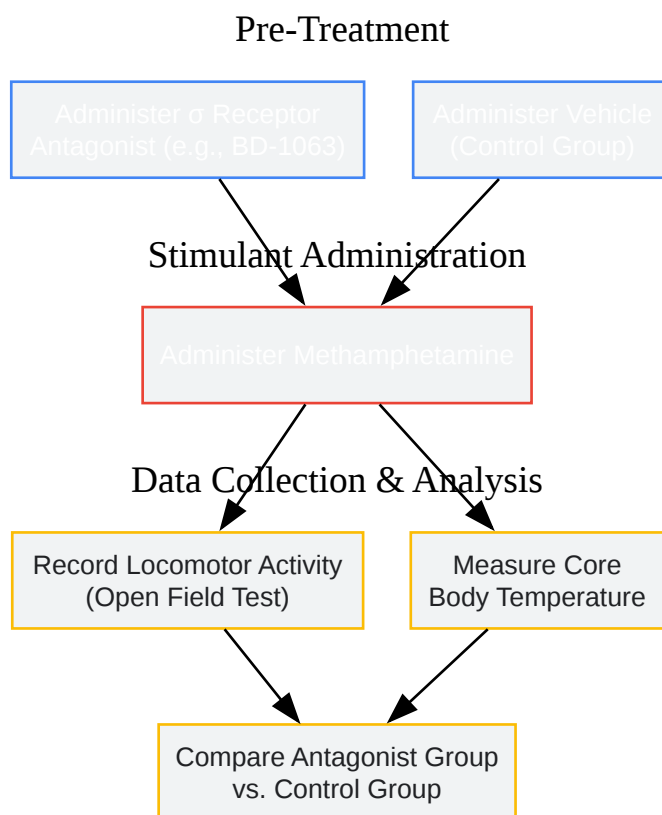 Pre-Treatment
Administer σ Receptor
Antagonist (e.g., BD-1063)
Administer Vehicle
(Control Group)
Stimulant Administration
Administer Methamphetamine
Data Collection & Analysis
Record Locomotor Activity
(Open Field Test)
Measure Core
Body Temperature
Compare Antagonist Group
vs. Control Group